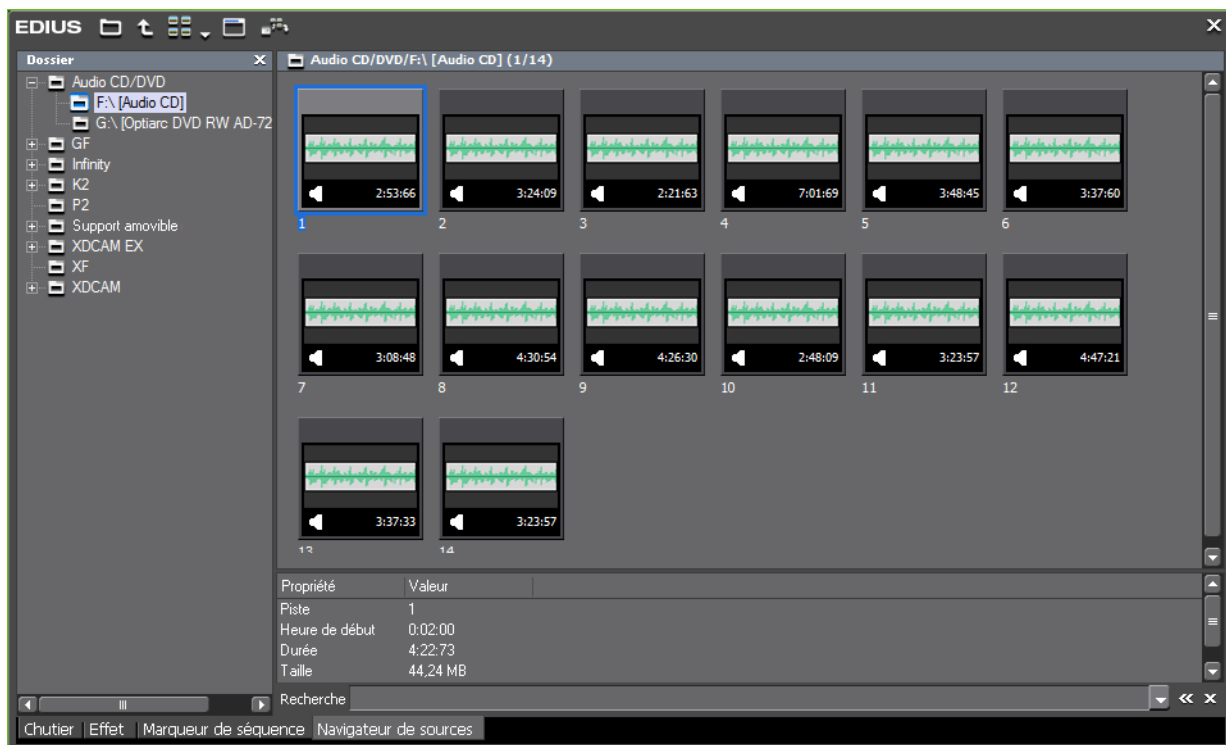 EDIUS
Dossier
Audio CD/DVD/F:\ [Audio CD] (1/14)
Audio CD/DVD
F:\ [Audio CD]
G:\ [Optiarc DVD RW AD-72
GF
Infinity
K2
P2
Support amovible
XDCAM EX
XF
XDCAM
2:53:66 3:24:09 2:21:63 7:01:69 3:48:45 3:37:60
1 2 3 4 5 6
3:08:48 4:30:54 4:26:30 2:48:09 3:23:57 4:47:21
7 8 9 10 11 12
3:37:33 3:23:57
13 14
Propriété Valeur
Piste 1
Heure de début 0:02:00
Durée 4:22:73
Taille 44,24 MB
Recherche
Chutier Effet Marqueur de séquence Navigateur de sources